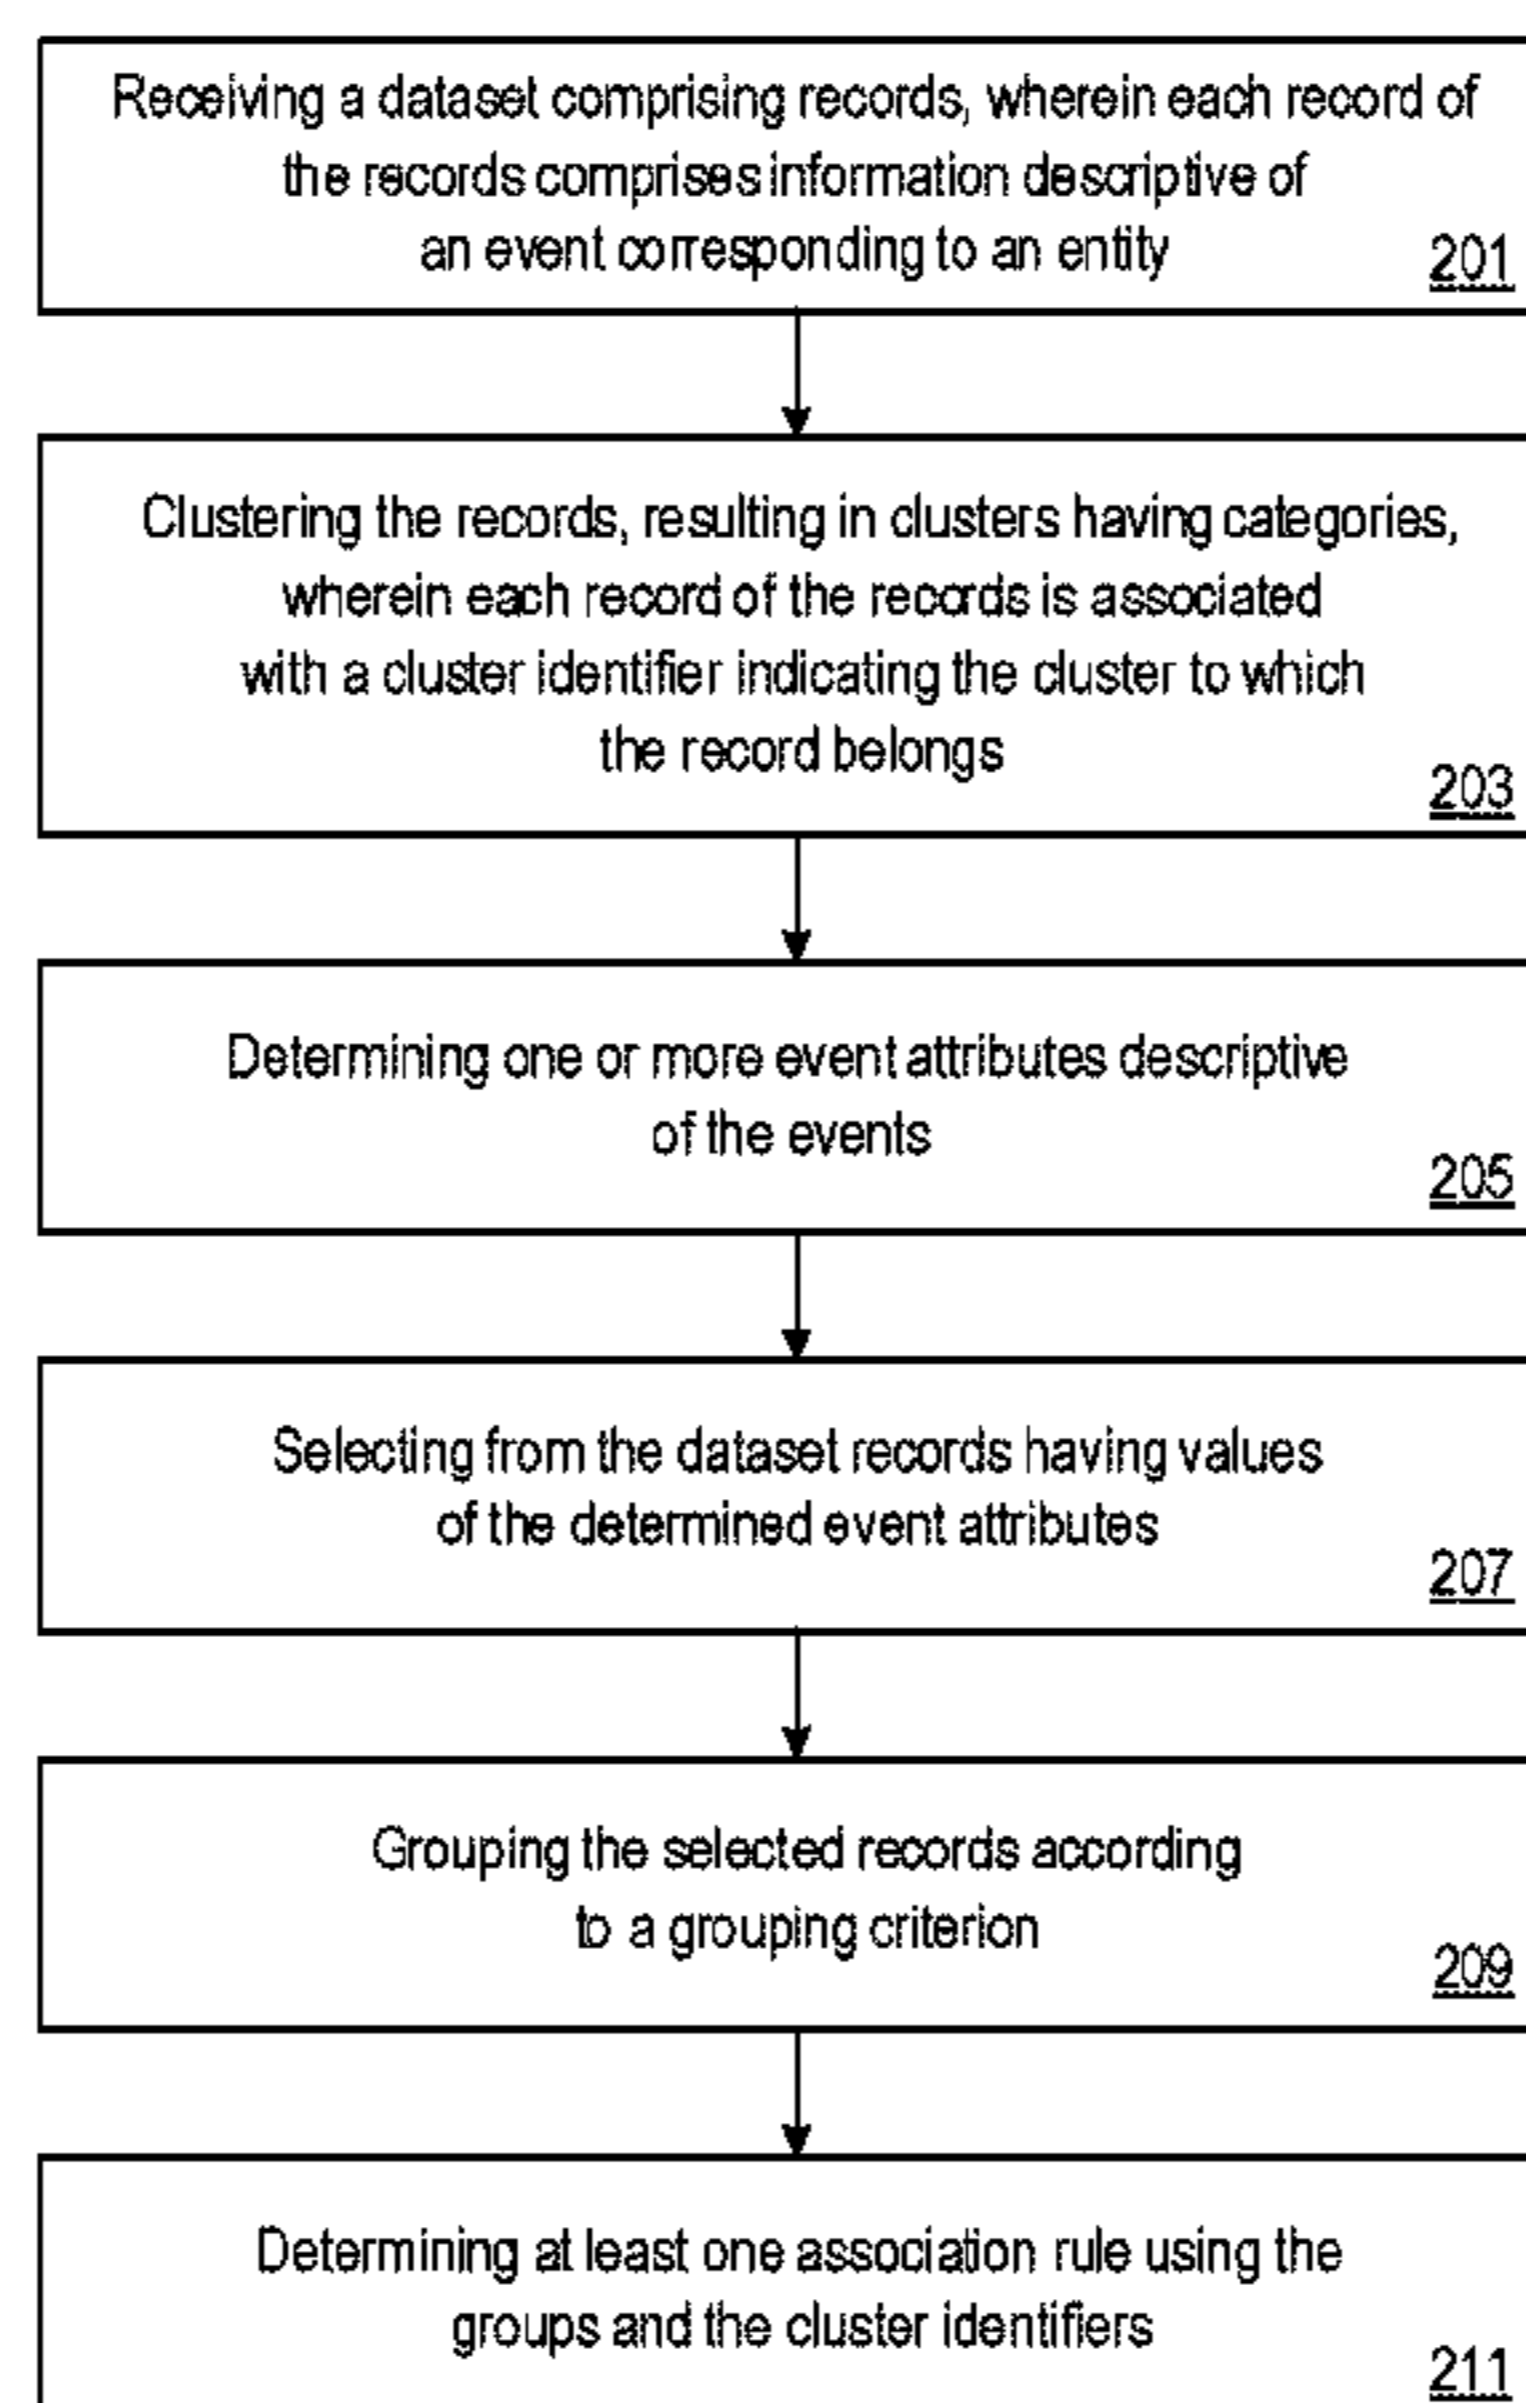 Receiving a dataset comprising records, wherein each record of
the records comprises information descriptive of
an event corresponding to an entity
201
Clustering the records, resulting in clusters having categories,
wherein each record of the records is associated
with a cluster identifier indicating the cluster to which
the record belongs
203
Determining one or more event attributes descriptive
of the events
205
Selecting from the dataset records having values
of the determined event attributes
207
Grouping the selected records according
to a grouping criterion
209
Determining at least one association rule using the
groups and the cluster identifiers
211